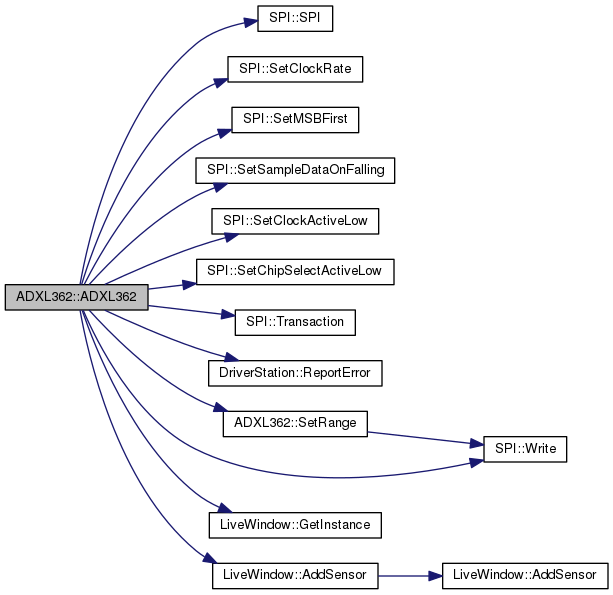 SPI::SPI
SPI::SetClockRate
SPI::SetMSBFirst
SPI::SetSampleDataOnFalling
SPI::SetClockActiveLow
SPI::SetChipSelectActiveLow
ADXL362::ADXL362
SPI::Transaction
DriverStation::ReportError
ADXL362::SetRange
SPI::Write
LiveWindow::GetInstance
LiveWindow::AddSensor
LiveWindow::AddSensor